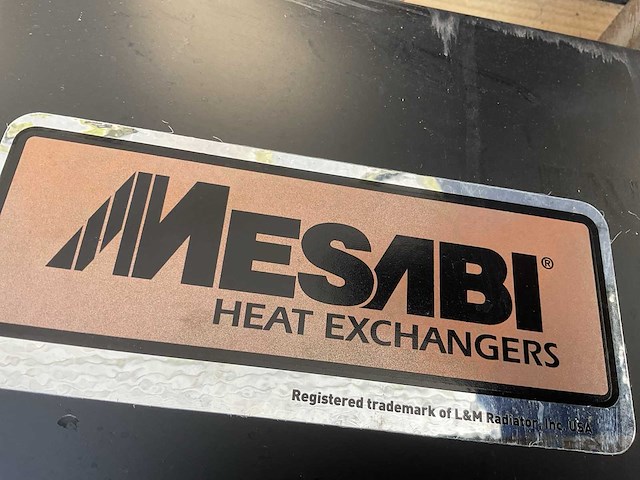 MESABI®
HEAT EXCHANGERS
Registered trademark of L&M Radiator, Inc. USA